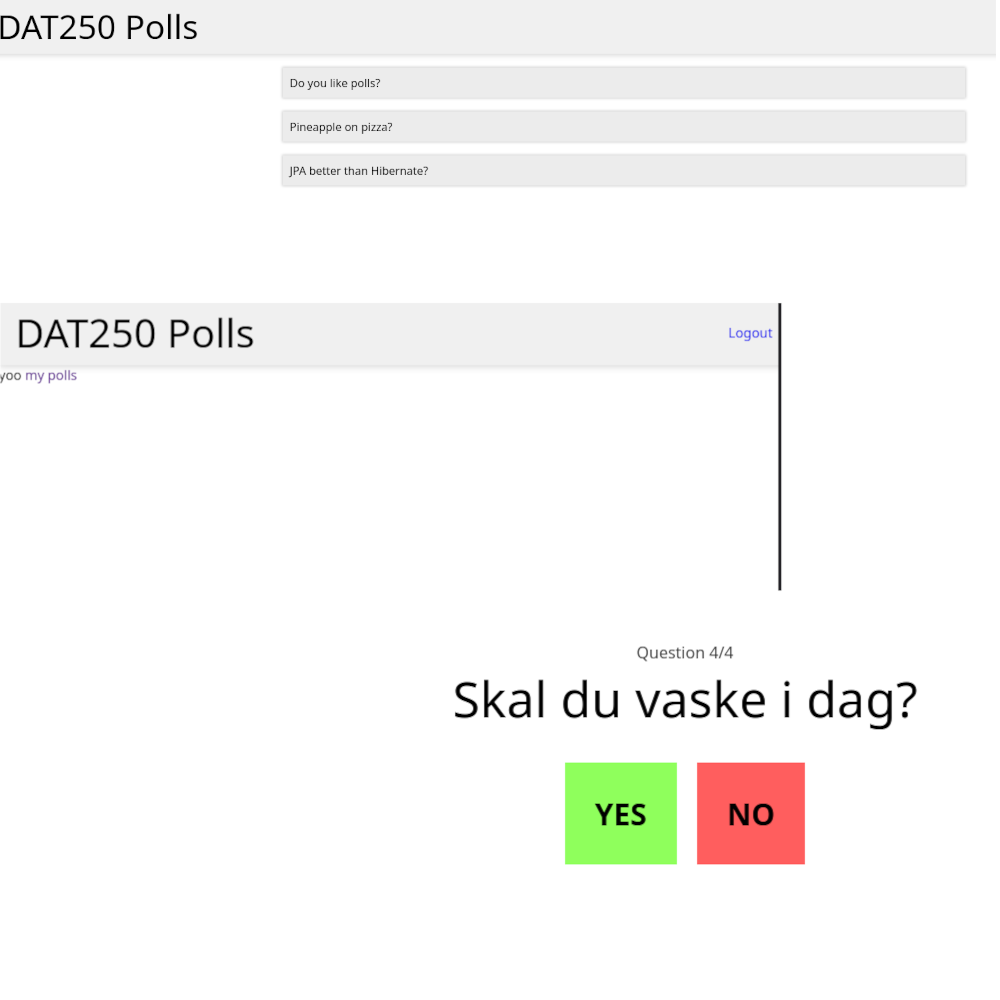 DAT250 Polls
Do you like polls?
Pineapple on pizza?
JPA better than Hibernate?
DAT250 Polls
Logout
yoo my polls
Question 4/4
Skal du vaske i dag?
YES NO